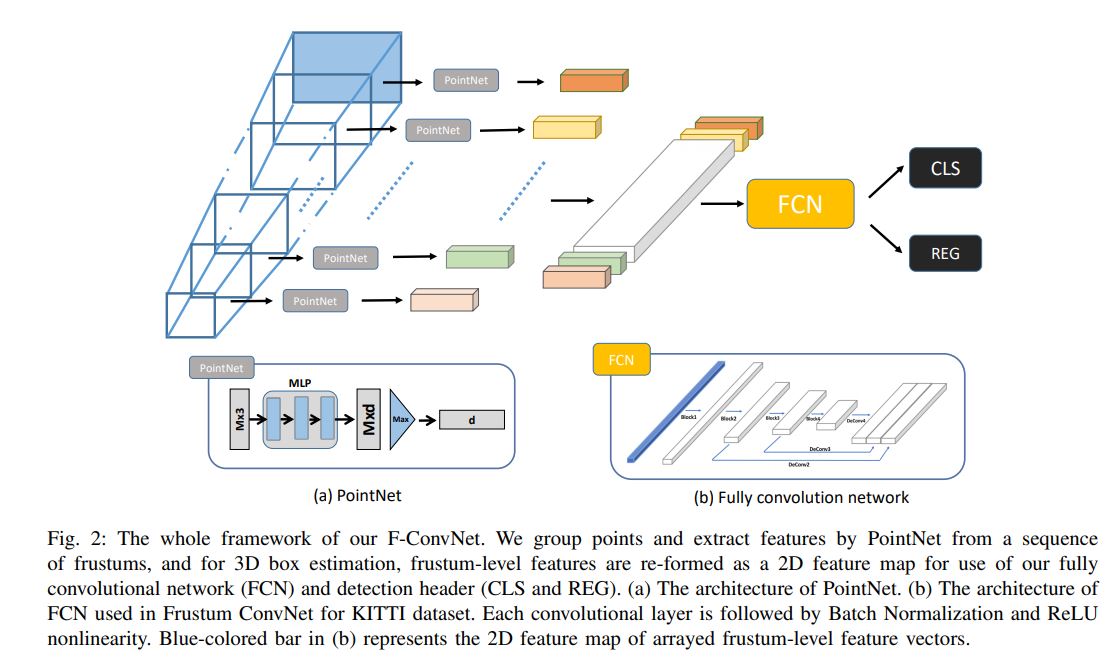 PointNet
PointNet
CLS
FCN
REG
PointNet
PointNet
PointNet
MLP
Mx3
Mxd
Max
d
(a) PointNet
FCN
Block1
Block2
Block3
Block4
DeConv4
DeConv3
DeConv2
(b) Fully convolution network
Fig. 2: The whole framework of our F-ConvNet. We group points and extract features by PointNet from a sequence
of frustums, and for 3D box estimation, frustum-level features are re-formed as a 2D feature map for use of our fully
convolutional network (FCN) and detection header (CLS and REG). (a) The architecture of PointNet. (b) The architecture of
FCN used in Frustum ConvNet for KITTI dataset. Each convolutional layer is followed by Batch Normalization and ReLU
nonlinearity. Blue-colored bar in (b) represents the 2D feature map of arrayed frustum-level feature vectors.